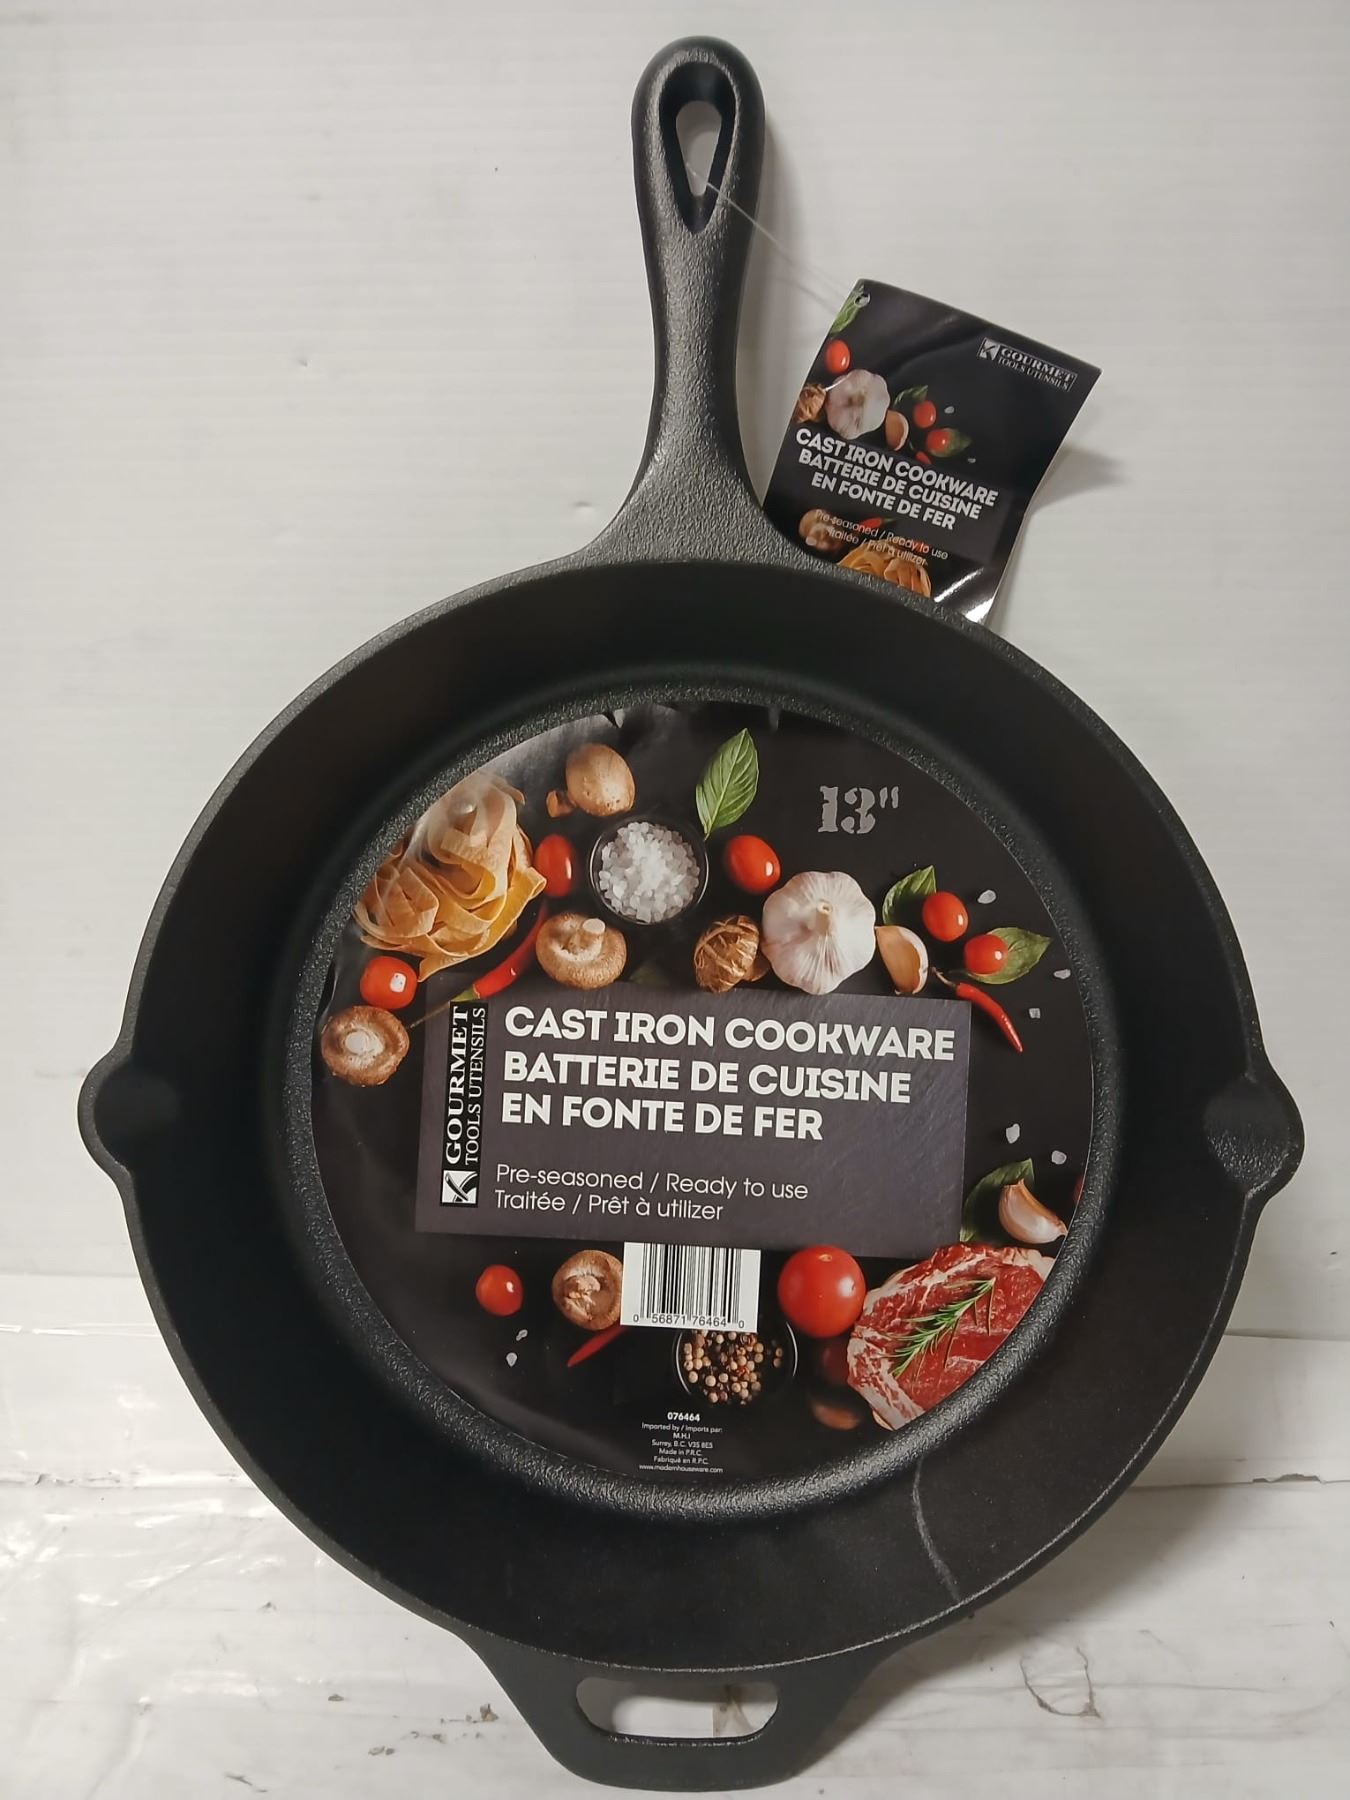 GOURMET
TOOLS UTENSILS
CAST IRON COOKWARE
BATTERIE DE CUISINE
EN FONTE DE FER
Pre-seasoned / Ready to use
Traitée / Prêt à utilizer
13"
GOURMET
TOOLS UTENSILS
CAST IRON COOKWARE
BATTERIE DE CUISINE
EN FONTE DE FER
Pre-seasoned / Ready to use
Traitée / Prêt à utilizer
0 56871 76464 0
076464
Imported by / Imports par:
M.H.I
Surrey, B.C. V3S 8E5
Made in P.R.C.
Fabriqué en R.P.C.
www.modernhouseware.com